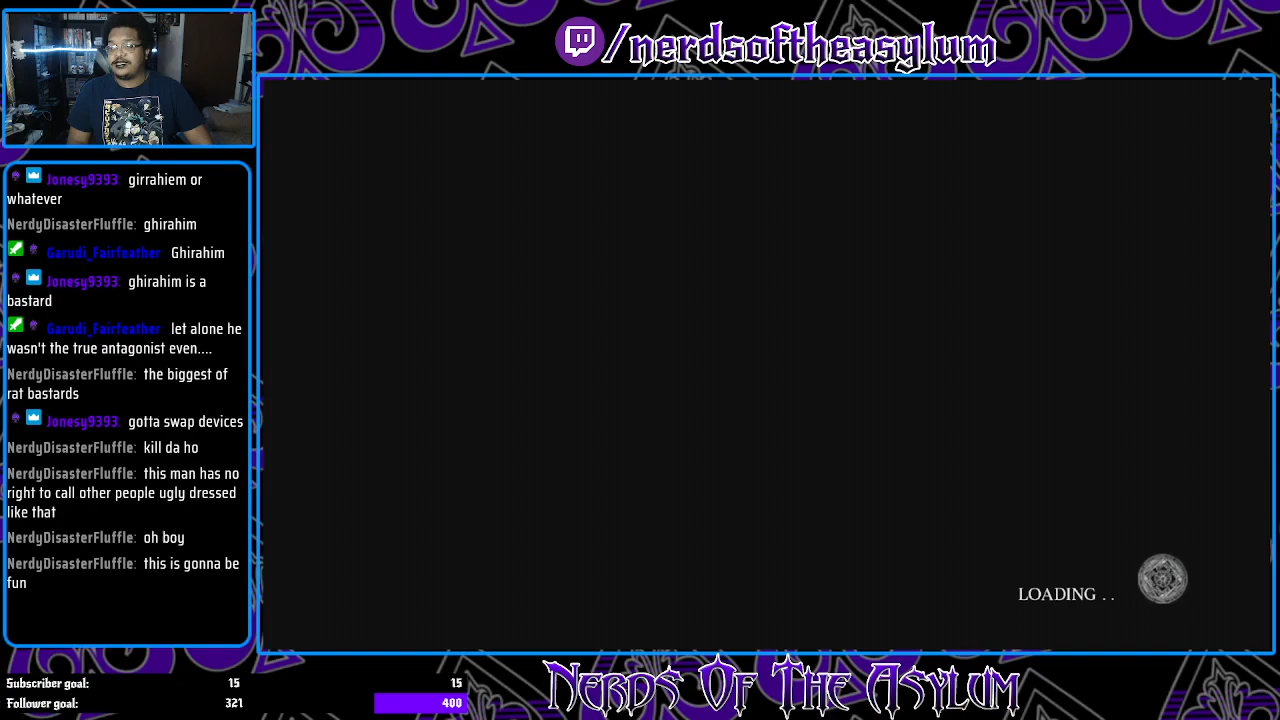 /nerdsoftheasylum
Jonesy9393: girrahiem or
whatever
NerdyDisasterFluffle: ghirahim
Garudi_Fairfeather Ghirahim
Jonesy9393: ghirahim is a
bastard
Garudi_Fairfeather let alone he
wasn't the true antagonist even....
NerdyDisasterFluffle: the biggest of
rat bastards
Jonesy9393: gotta swap devices
NerdyDisasterFluffle: kill da ho
NerdyDisasterFluffle: this man has no
right to call other people ugly dressed
like that
NerdyDisasterFluffle: oh boy
NerdyDisasterFluffle: this is gonna be
fun
LOADING . .
Subscriber goal: 15 15
Follower goal: 321 400
Nerds Of The Asylum